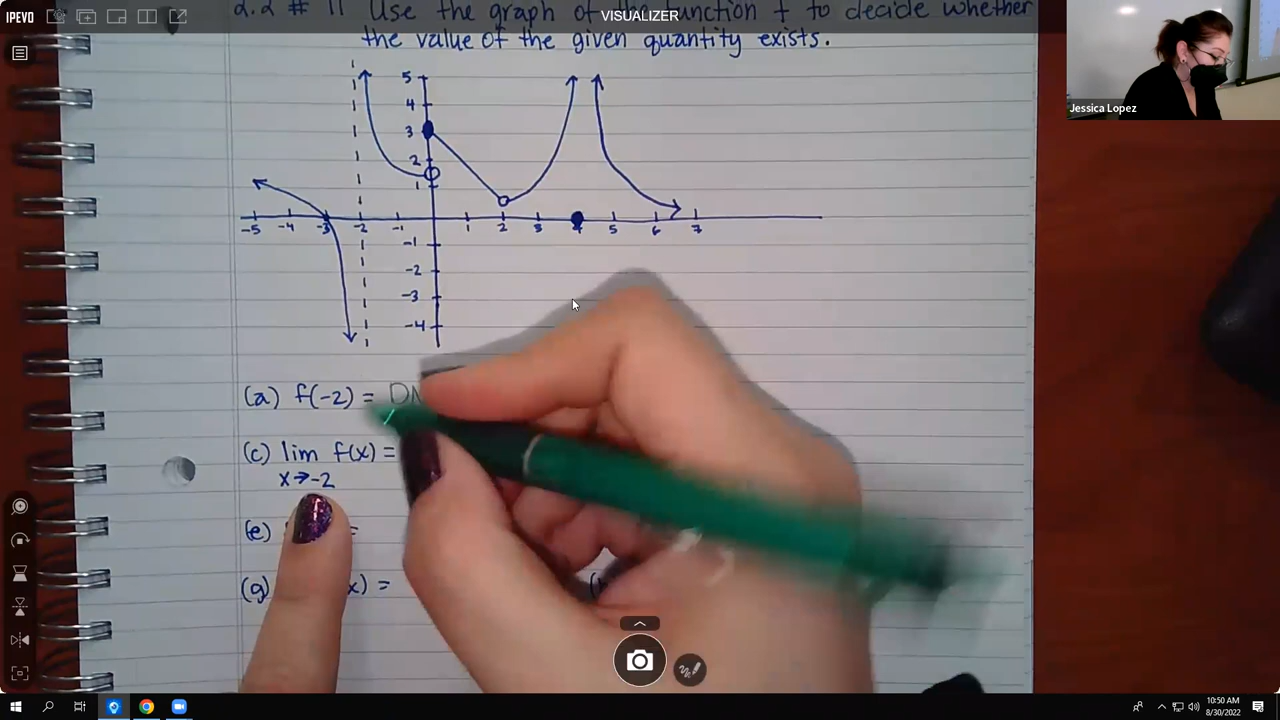 IPEVO
VISUALIZER
2.2 # 11 Use the graph of the function f to decide whether
the value of the given quantity exists.
Jessica Lopez
5
4
3
2
1
-5 -4 -3 -2 -1 1 2 3 4 5 6 7
-1
-2
-3
-4
(a) f(-2) =
(c) lim f(x) =
x→-2
(e) =
(g) x) =
10:50 AM
8/30/2022